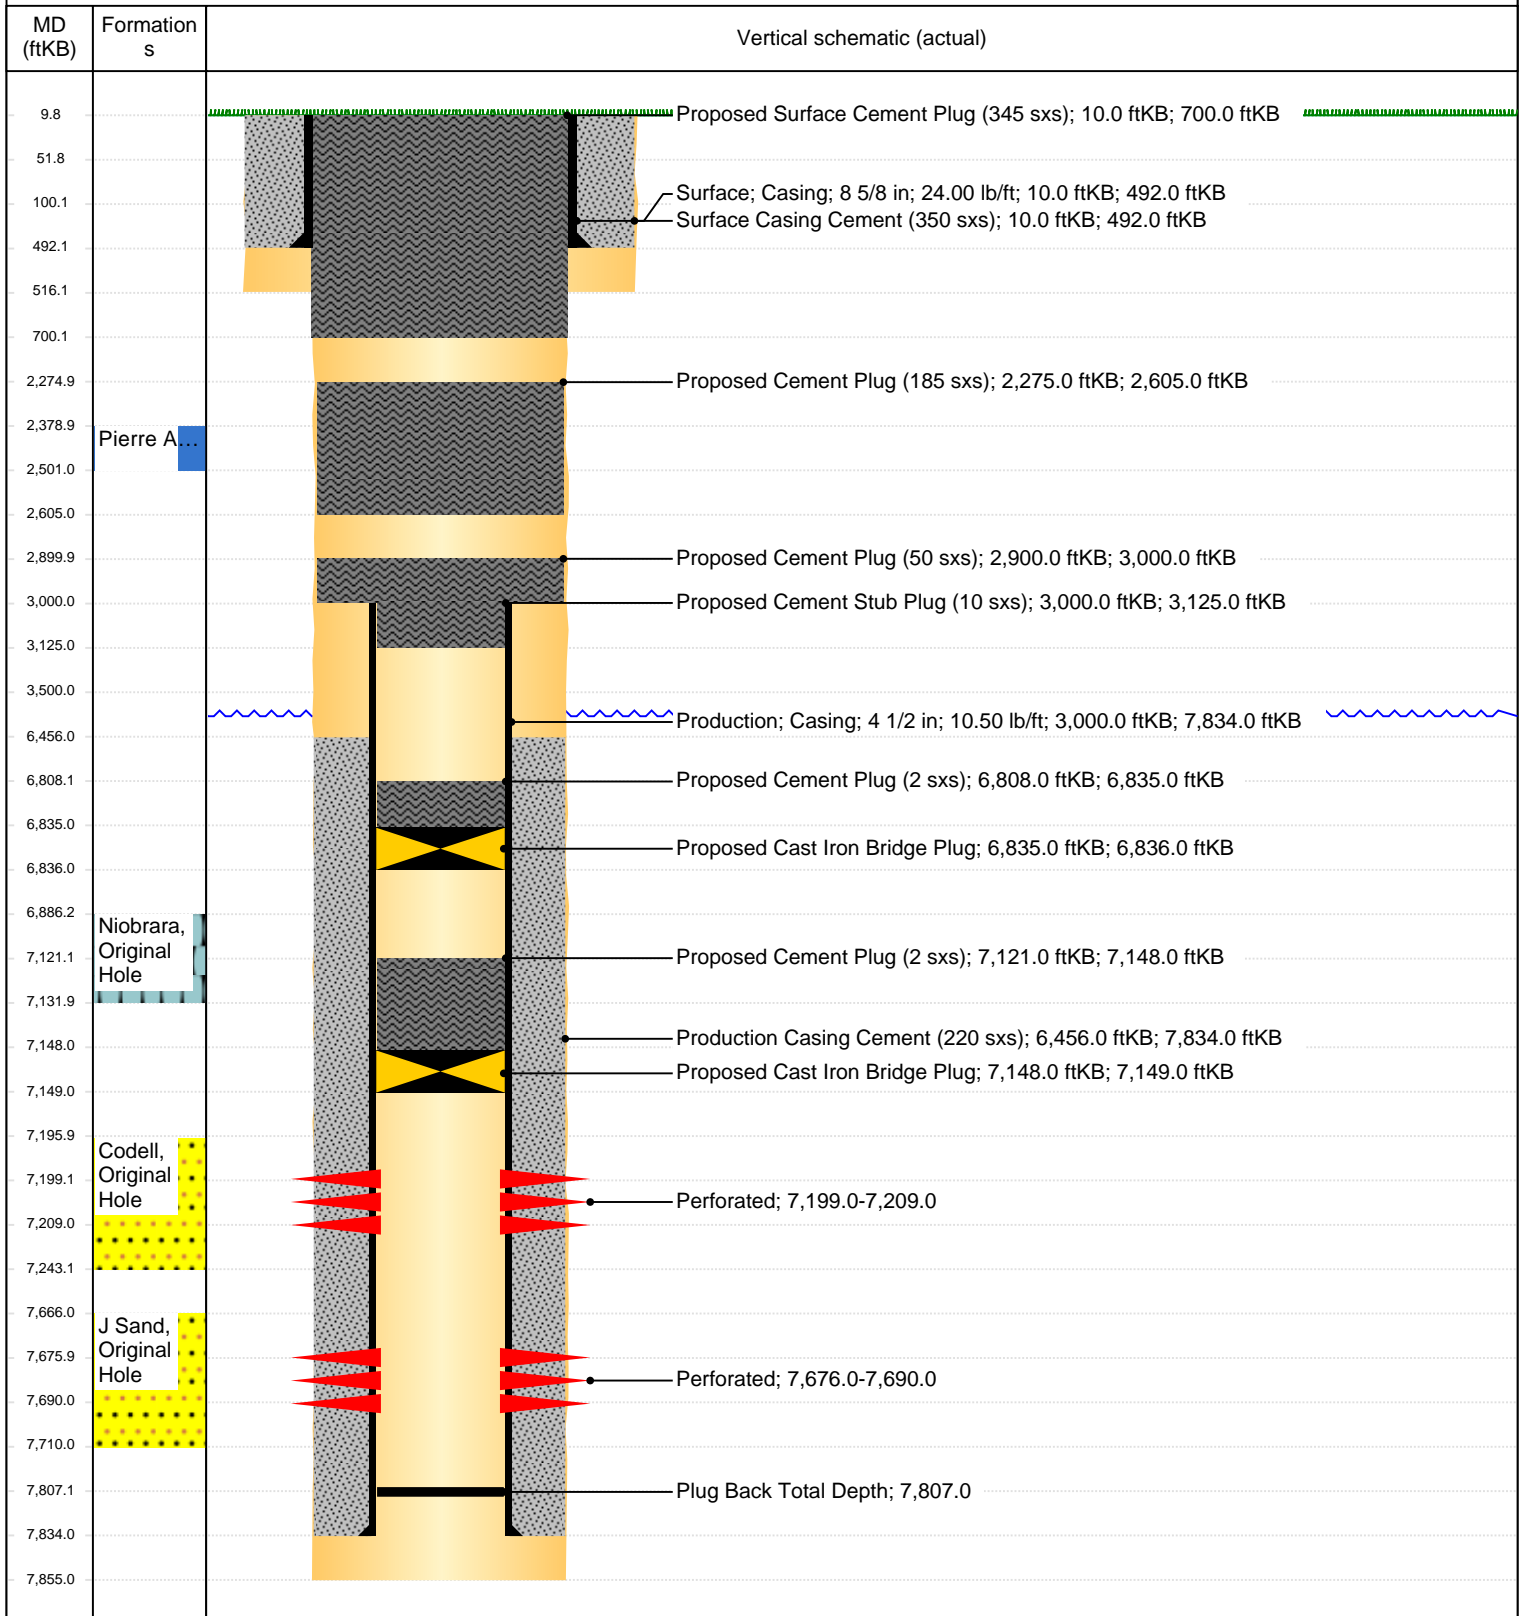 MD
(ftKB)
Formation
s
Vertical schematic (actual)
9.8
Proposed Surface Cement Plug (345 sxs); 10.0 ftKB; 700.0 ftKB
51.8
Surface; Casing; 8 5/8 in; 24.00 lb/ft; 10.0 ftKB; 492.0 ftKB
100.1
Surface Casing Cement (350 sxs); 10.0 ftKB; 492.0 ftKB
492.1
516.1
700.1
2,274.9
Proposed Cement Plug (185 sxs); 2,275.0 ftKB; 2,605.0 ftKB
2,378.9
Pierre A...
2,501.0
2,605.0
2,899.9
Proposed Cement Plug (50 sxs); 2,900.0 ftKB; 3,000.0 ftKB
3,000.0
Proposed Cement Stub Plug (10 sxs); 3,000.0 ftKB; 3,125.0 ftKB
3,125.0
3,500.0
Production; Casing; 4 1/2 in; 10.50 lb/ft; 3,000.0 ftKB; 7,834.0 ftKB
6,456.0
6,808.1
Proposed Cement Plug (2 sxs); 6,808.0 ftKB; 6,835.0 ftKB
6,835.0
Proposed Cast Iron Bridge Plug; 6,835.0 ftKB; 6,836.0 ftKB
6,836.0
6,886.2
Niobrara,
Original
Hole
7,121.1
Proposed Cement Plug (2 sxs); 7,121.0 ftKB; 7,148.0 ftKB
7,131.9
Production Casing Cement (220 sxs); 6,456.0 ftKB; 7,834.0 ftKB
7,148.0
Proposed Cast Iron Bridge Plug; 7,148.0 ftKB; 7,149.0 ftKB
7,149.0
7,195.9
Codell,
Original
Hole
7,199.1
Perforated; 7,199.0-7,209.0
7,209.0
7,243.1
7,666.0
J Sand,
Original
Hole
7,675.9
Perforated; 7,676.0-7,690.0
7,690.0
7,710.0
7,807.1
Plug Back Total Depth; 7,807.0
7,834.0
7,855.0